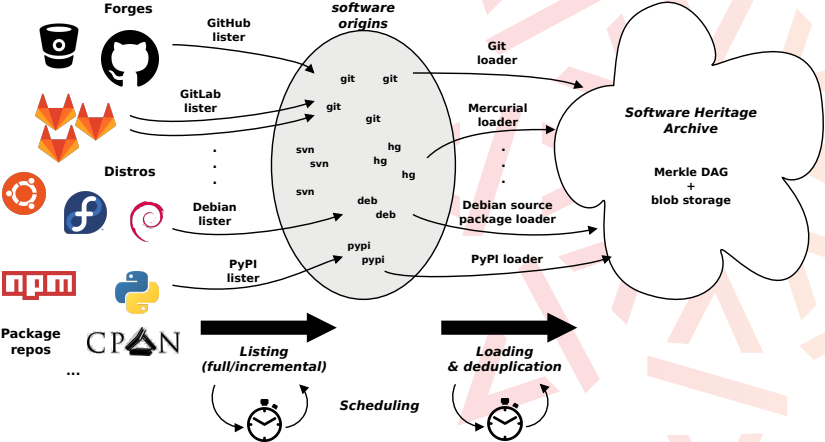 Forges
GitHub
lister
software
origins
Git
loader
git git
GitLab
lister
git
git
Mercurial
loader
Software Heritage
Archive
.
.
.
svn
svn
svn
hg
hg
hg
.
.
.
Merkle DAG
+
blob storage
Distros
Debian
lister
deb
deb
Debian source
package loader
PyPI
lister
pypi
pypi
PyPI loader
npm
Package
repos
CPAN
...
Listing
(full/incremental)
Loading
& deduplication
Scheduling